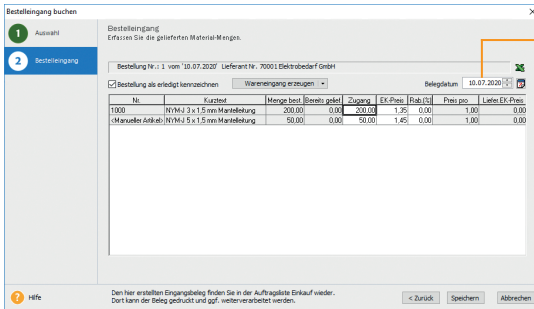 Bestelleingang buchen
1 Auswahl
2 Bestelleingang
Bestelleingang
Erfassen Sie die gelieferten Material-Mengen.
Bestellung Nr.: 1 vom '10.07.2020' Lieferant Nr. 70001 Elektrobedarf GmbH
Bestellung als erledigt kennzeichnen Wareneingang erzeugen Belegdatum 10.07.2020
Nr. Kurztext Menge best. Bereits gelief. Zugang EK-Preis Rab.(%) Preis pro Liefer.EK-Preis
1000 NYM-J 3 x 1,5 mm Mantelleitung 200,00 0,00 200,00 1,35 0,00 1,00 0,00
<Manueller Artikel> NYM-J 5 x 1,5 mm Mantelleitung 50,00 0,00 50,00 1,45 0,00 1,00 0,00
? Hilfe
Den hier erstellten Eingangsbeleg finden Sie in der Auftragsliste Einkauf wieder.
Dort kann der Beleg gedruckt und ggf. weiterverarbeitet werden.
< Zurück Speichern Abbrechen